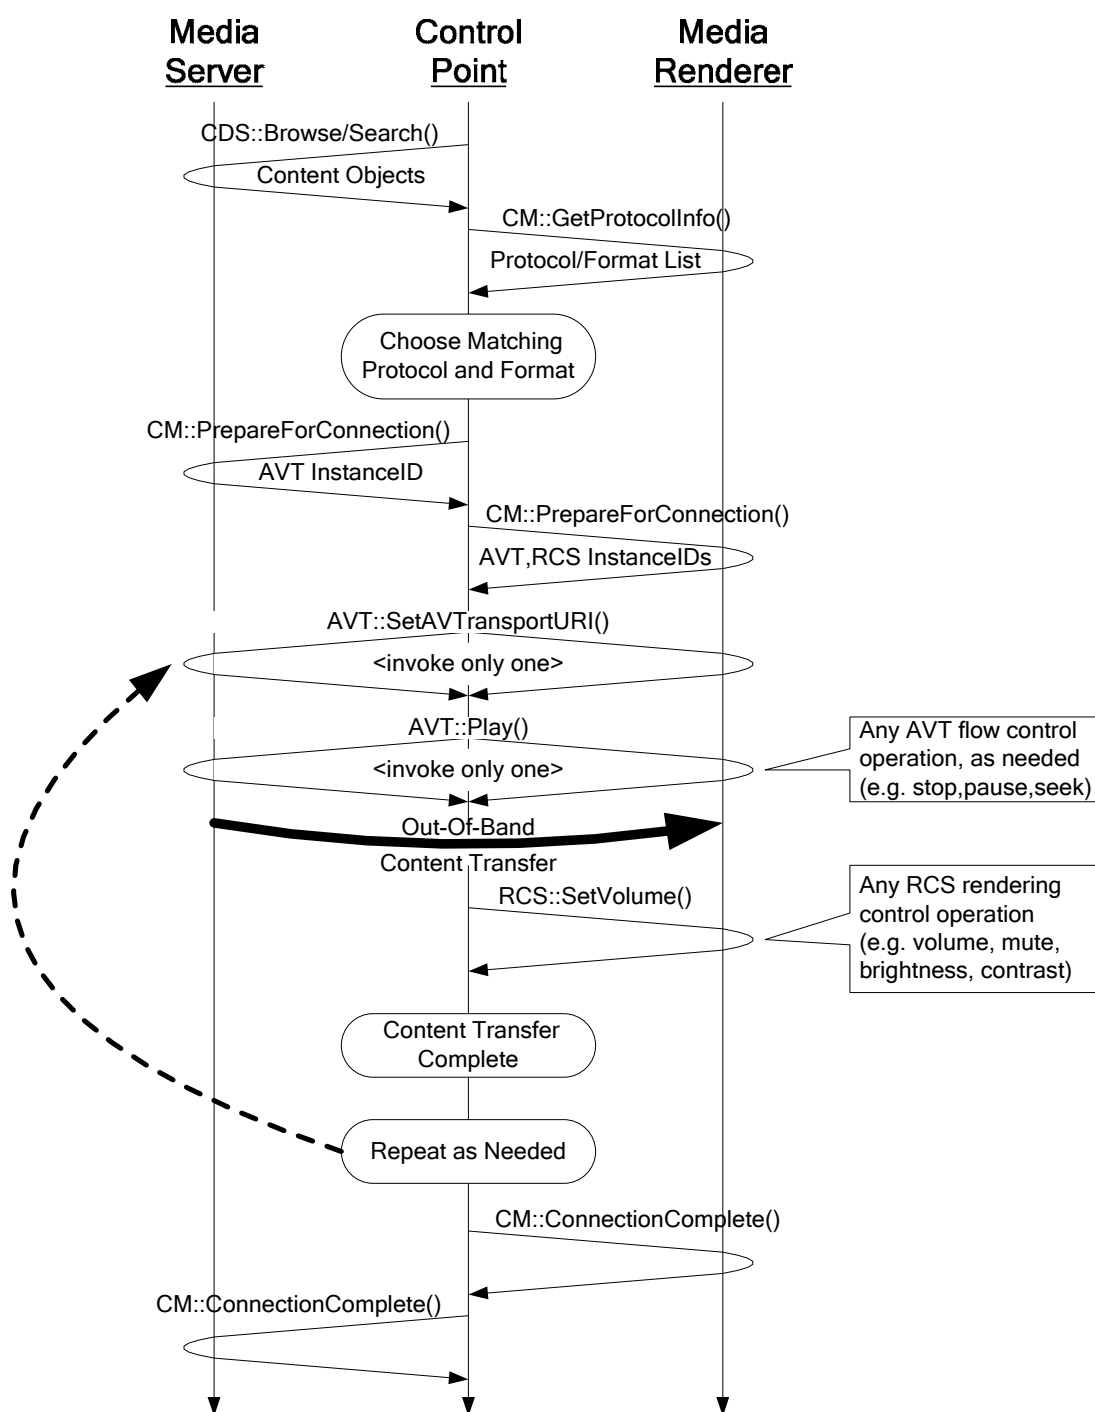 Media
Server
Control
Point
Media
Renderer
CDS::Browse/Search()
Content Objects
CM::GetProtocolInfo()
Protocol/Format List
Choose Matching
Protocol and Format
CM::PrepareForConnection()
AVT InstanceID
CM::PrepareForConnection()
AVT,RCS InstanceIDs
AVT::SetAVTransportURI()
<invoke only one>
AVT::Play()
<invoke only one>
Any AVT flow control
operation, as needed
(e.g. stop,pause,seek)
Out-Of-Band
Content Transfer
RCS::SetVolume()
Any RCS rendering
control operation
(e.g. volume, mute,
brightness, contrast)
Content Transfer
Complete
Repeat as Needed
CM::ConnectionComplete()
CM::ConnectionComplete()